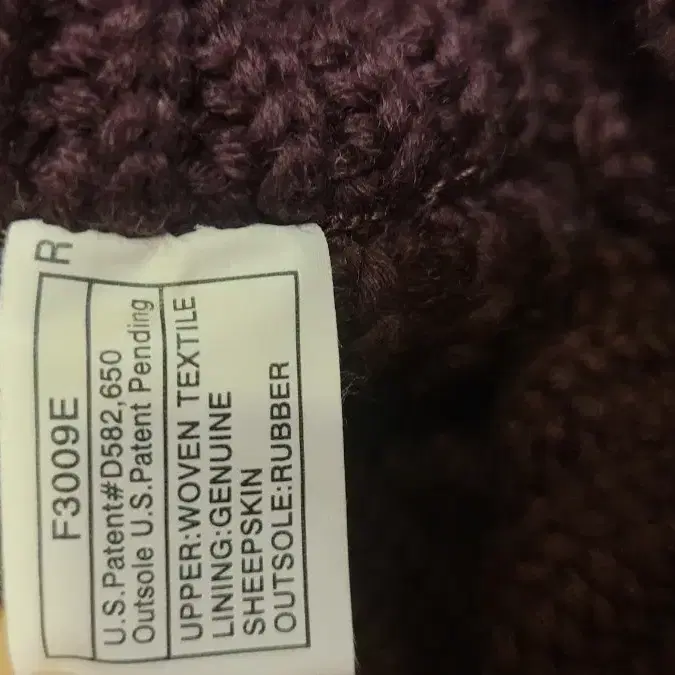 R
F3009E
U.S.Patent#D582,650
Outsole U.S.Patent Pending
UPPER:WOVEN TEXTILE
LINING:GENUINE
SHEEPSKIN
OUTSOLE:RUBBER